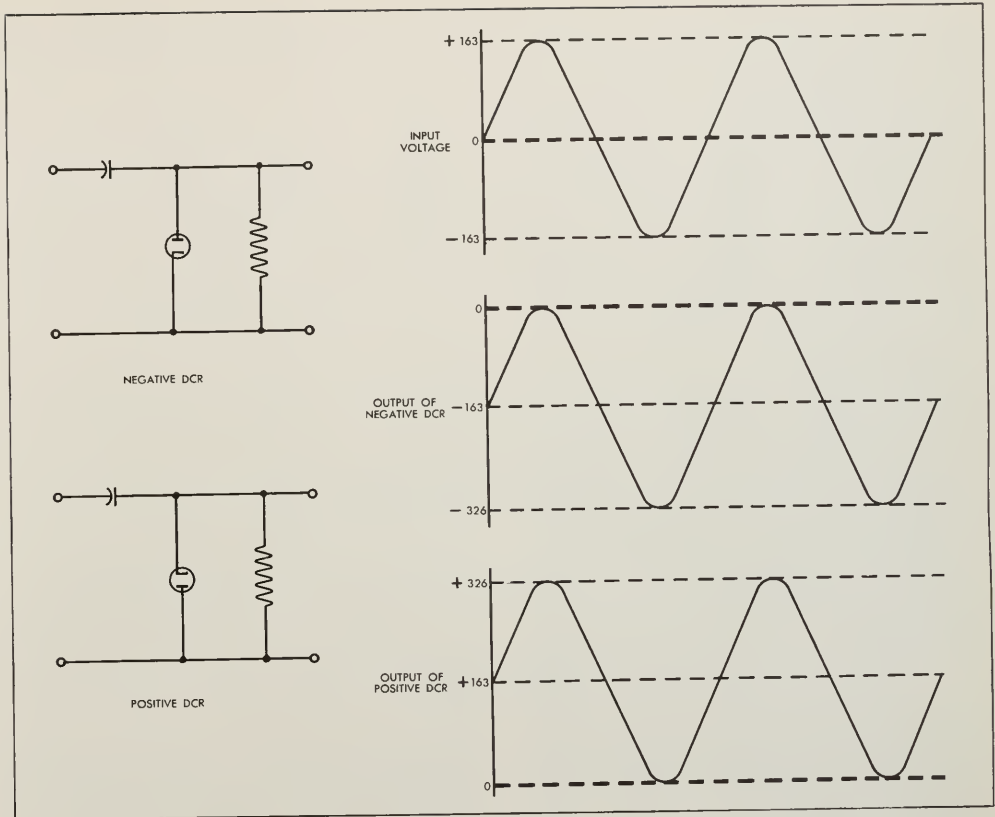 + 163
INPUT
VOLTAGE
0
− 163
NEGATIVE DCR
0
OUTPUT OF
NEGATIVE DCR
− 163
− 326
POSITIVE DCR
+ 326
OUTPUT OF
POSITIVE DCR
+ 163
0